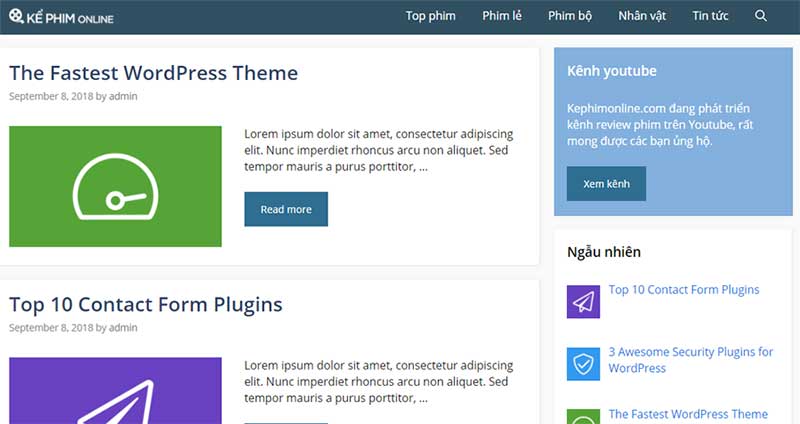 KỂ PHIM ONLINE
Top phim Phim lẻ Phim bộ Nhân vật Tin tức
The Fastest WordPress Theme
September 8, 2018 by admin
Lorem ipsum dolor sit amet, consectetur adipiscing
elit. Nunc imperdiet rhoncus arcu non aliquet. Sed
tempor mauris a purus porttitor, ...
Read more
Top 10 Contact Form Plugins
September 8, 2018 by admin
Lorem ipsum dolor sit amet, consectetur adipiscing
elit. Nunc imperdiet rhoncus arcu non aliquet. Sed
tempor mauris a purus porttitor, ...
Kênh youtube
Kephimonline.com đang phát triển
kênh review phim trên Youtube, rất
mong được các bạn ủng hộ.
Xem kênh
Ngẫu nhiên
Top 10 Contact Form Plugins
3 Awesome Security Plugins for
WordPress
The Fastest WordPress Theme